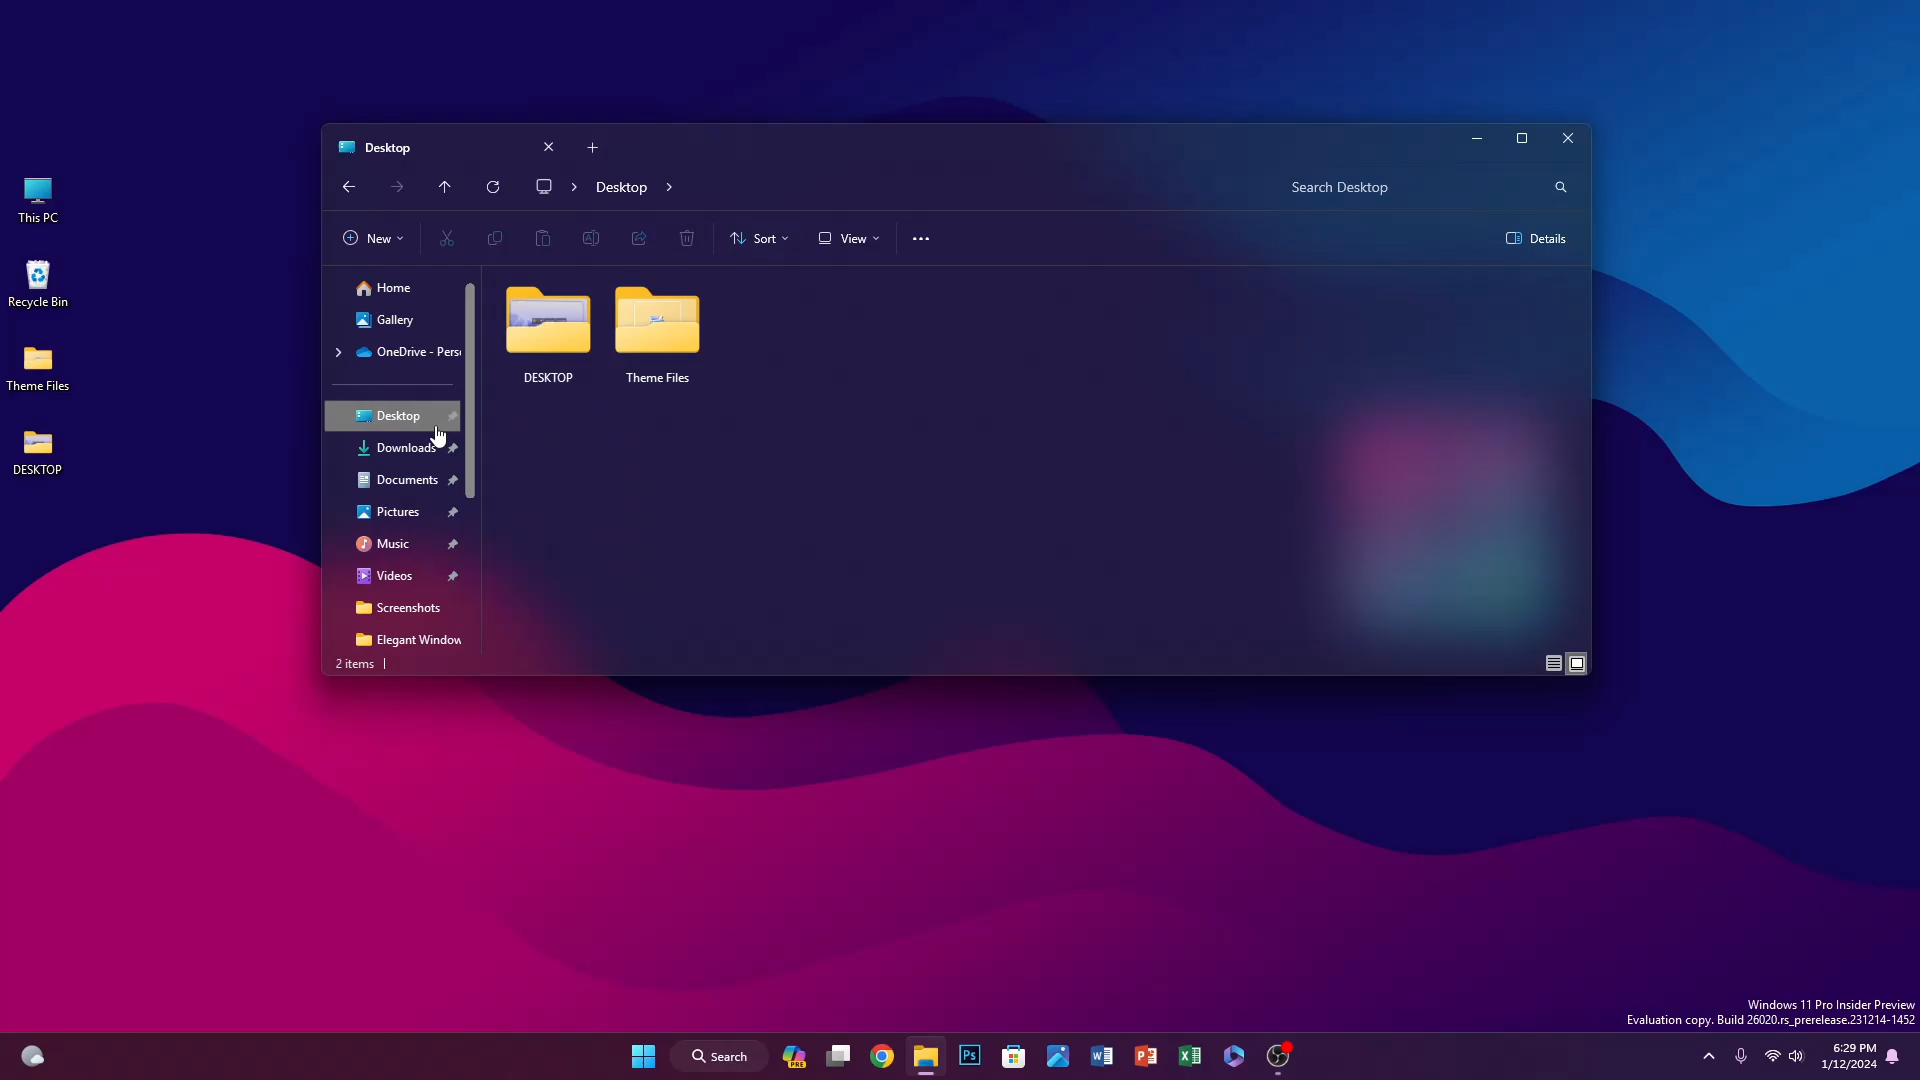 This PC
Recycle Bin
Theme Files
DESKTOP
Desktop
Desktop
Search Desktop
New
Sort
View
Details
Home
Gallery
OneDrive - Pers
Desktop
Downloads
Documents
Pictures
Music
Videos
Screenshots
Elegant Window
DESKTOP
Theme Files
2 items
Windows 11 Pro Insider Preview
Evaluation copy. Build 26020.rs_prerelease.231214-1452
Search
PRE
Ps
6:29 PM
1/12/2024